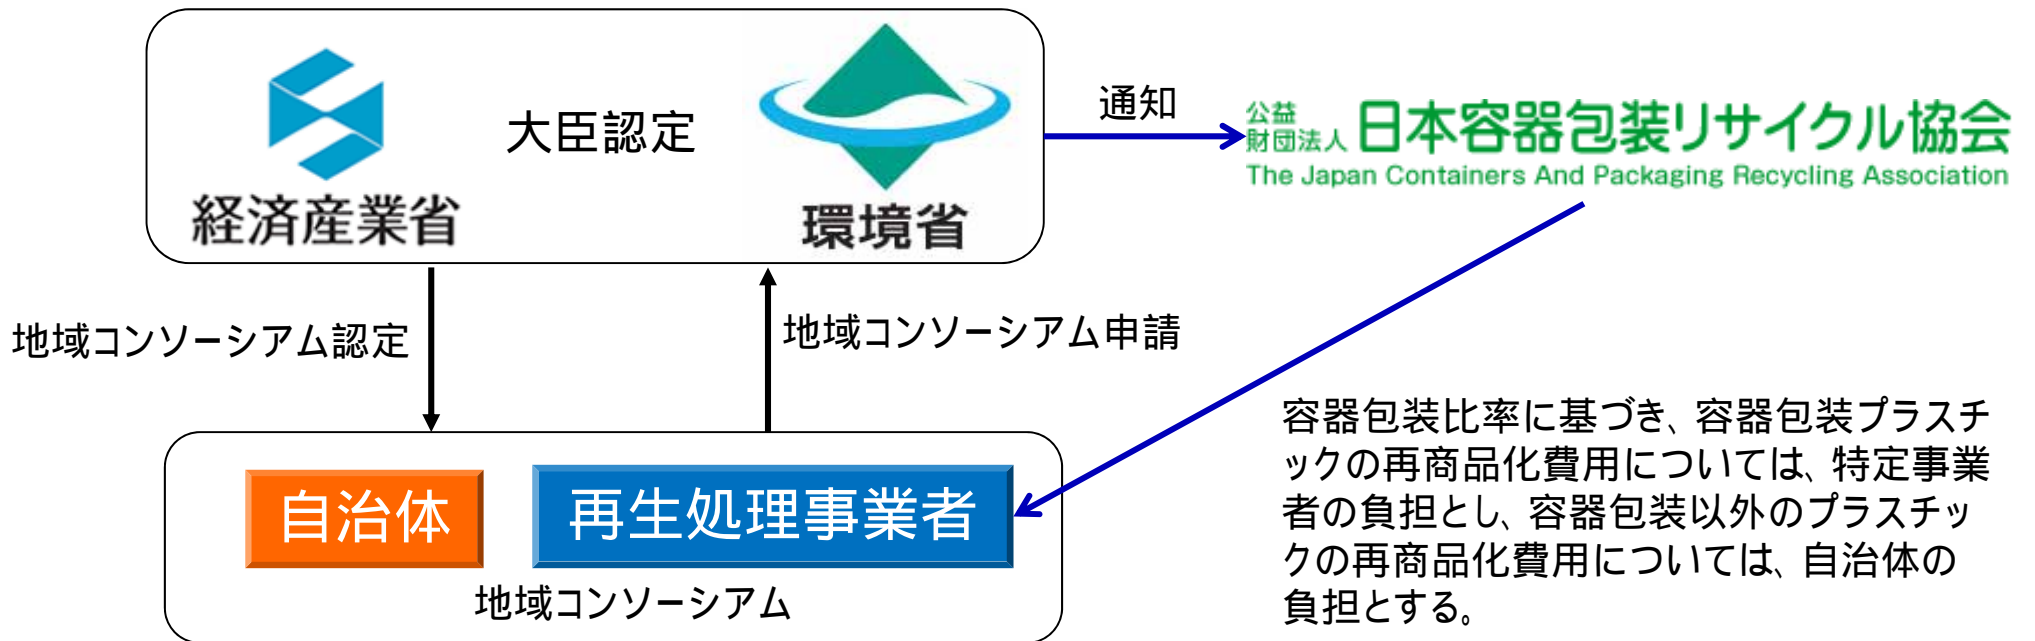 経済産業省
大臣認定
環境省
通知
公益
財団法人 日本容器包装リサイクル協会
The Japan Containers And Packaging Recycling Association
地域コンソーシアム認定
地域コンソーシアム申請
自治体
再生処理事業者
地域コンソーシアム
容器包装比率に基づき、容器包装プラスチ
ックの再商品化費用については、特定事業
者の負担とし、容器包装以外のプラスチッ
クの再商品化費用については、自治体の
負担とする。